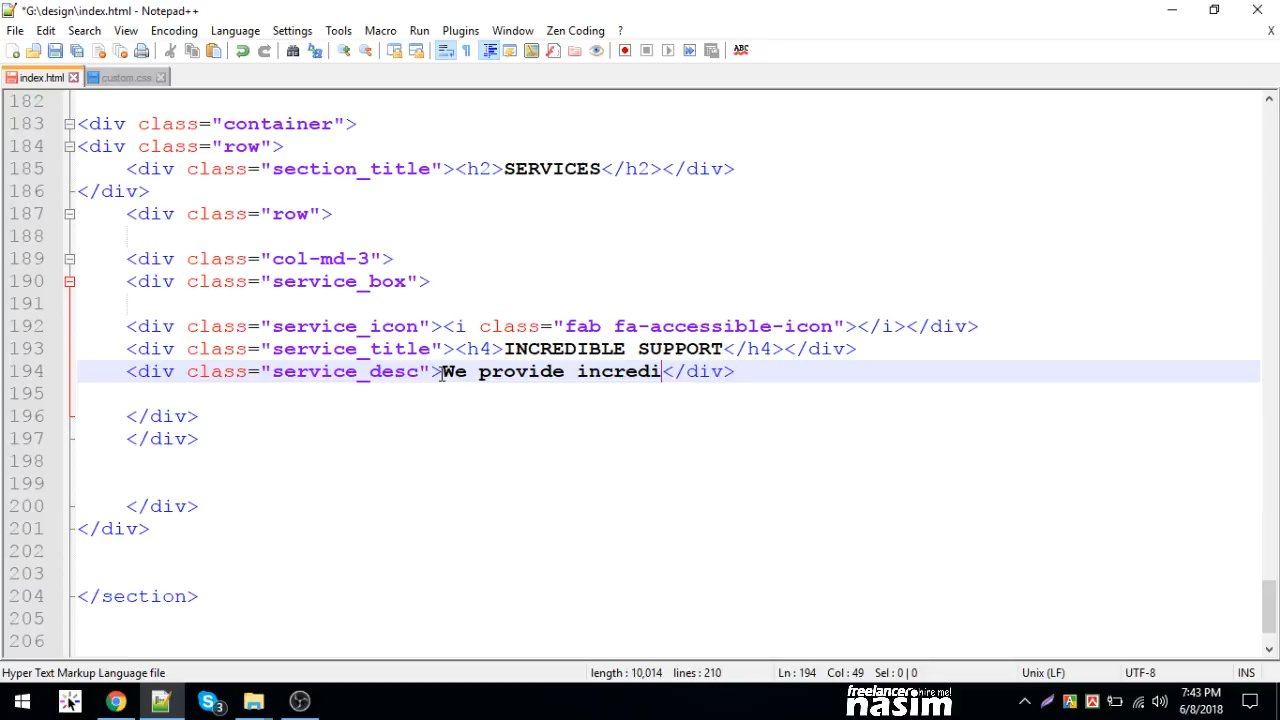 *G:\design\index.html - Notepad++
File Edit Search View Encoding Language Settings Tools Macro Run Plugins Window Zen Coding ? X
index.html custom.css
182
183 <div class="container">
184 <div class="row">
185 <div class="section_title"><h2>SERVICES</h2></div>
186 </div>
187 <div class="row">
188
189 <div class="col-md-3">
190 <div class="service_box">
191
192 <div class="service_icon"><i class="fab fa-accessible-icon"></i></div>
193 <div class="service_title"><h4>INCREDIBLE SUPPORT</h4></div>
194 <div class="service_desc">We provide incredi</div>
195
196 </div>
197 </div>
198
199
200 </div>
201 </div>
202
203
204 </section>
205
206
Hyper Text Markup Language file length : 10,014 lines : 210 Ln : 194 Col : 49 Sel : 0 | 0 Unix (LF) UTF-8 INS
freelancer hire me!
nasim
7:43 PM
6/8/2018